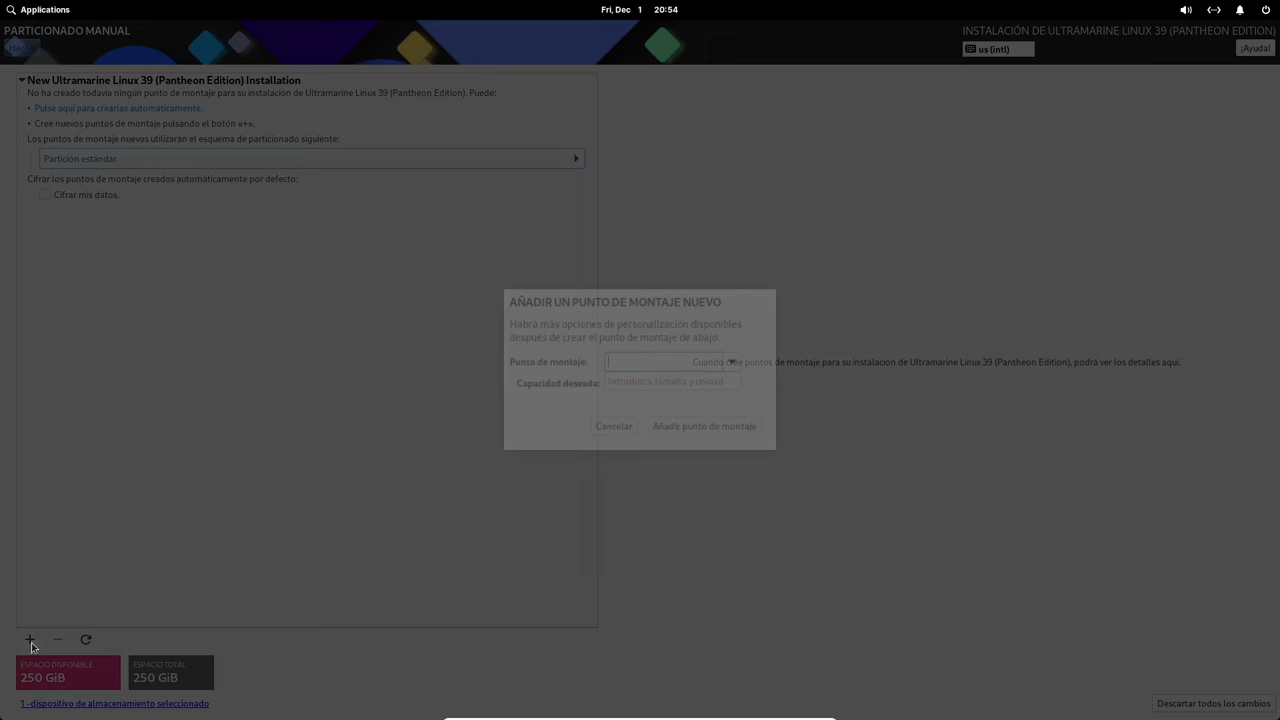 Applications
Fri, Dec 1 20:54
PARTICIONADO MANUAL
Hecho
INSTALACIÓN DE ULTRAMARINE LINUX 39 (PANTHEON EDITION)
us (intl)
¡Ayuda!
New Ultramarine Linux 39 (Pantheon Edition) Installation
No ha creado todavía ningún punto de montaje para su instalación de Ultramarine Linux 39 (Pantheon Edition). Puede:
• Pulse aquí para crearlas automáticamente.
• Cree nuevos puntos de montaje pulsando el botón «+».
Los puntos de montaje nuevos utilizarán el esquema de particionado siguiente:
Partición estándar
Cifrar los puntos de montaje creados automáticamente por defecto:
Cifrar mis datos.
AÑADIR UN PUNTO DE MONTAJE NUEVO
Habrá más opciones de personalización disponibles
después de crear el punto de montaje de abajo.
Punto de montaje:
Cuando cree puntos de montaje para su instalación de Ultramarine Linux 39 (Pantheon Edition), podrá ver los detalles aquí.
Capacidad deseada:
Introduzca tamaño y unidad.
Cancelar
Añadir punto de montaje
ESPACIO DISPONIBLE
250 GiB
ESPACIO TOTAL
250 GiB
1 -dispositivo de almacenamiento seleccionado
Descartar todos los cambios